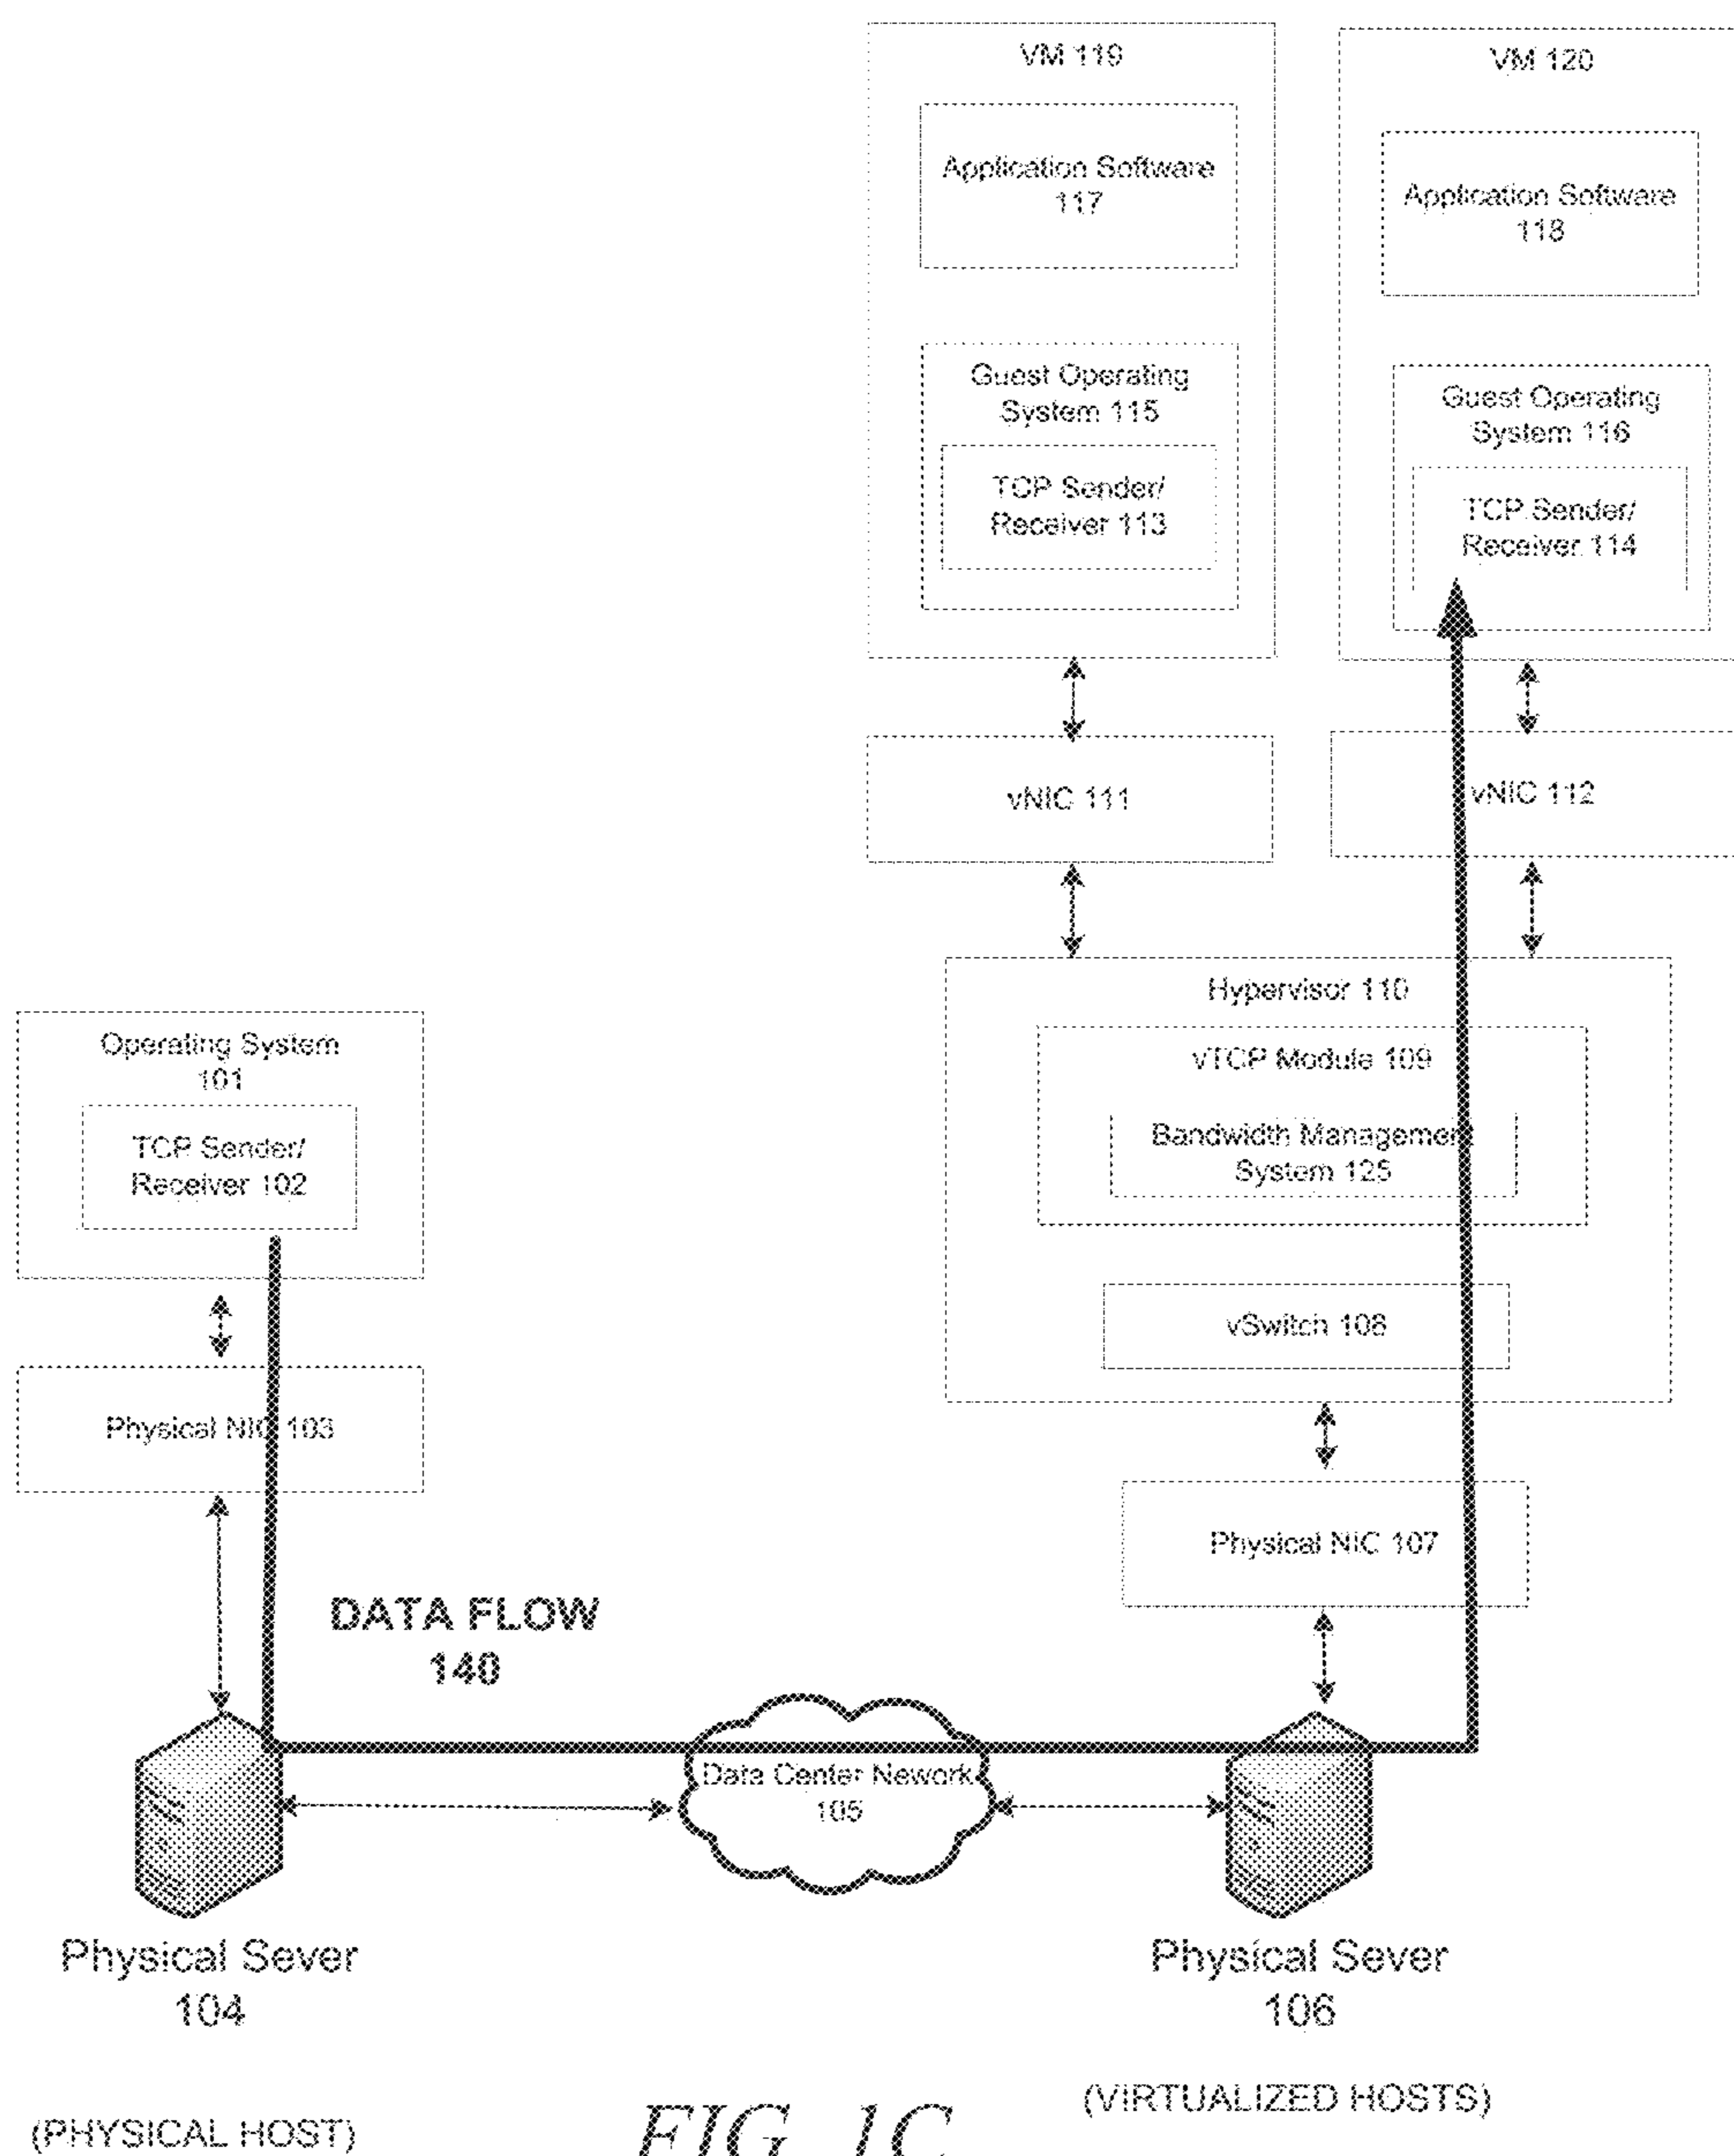 VM 119
Application Software
117
Guest Operating
System 115
TCP Sender/
Receiver 113
vNIC 111
VM 120
Application Software
118
Guest Operating
System 116
TCP Sender/
Receiver 114
vNIC 112
Hypervisor 110
vTCP Module 109
Bandwidth Management
System 125
vSwitch 108
Physical NIC 107
Operating System
101
TCP Sender/
Receiver 102
Physical NIC 103
DATA FLOW
140
Data Center Nework
105
Physical Sever
104
(PHYSICAL HOST)
Physical Sever
106
(VIRTUALIZED HOSTS)
FIG. 1C